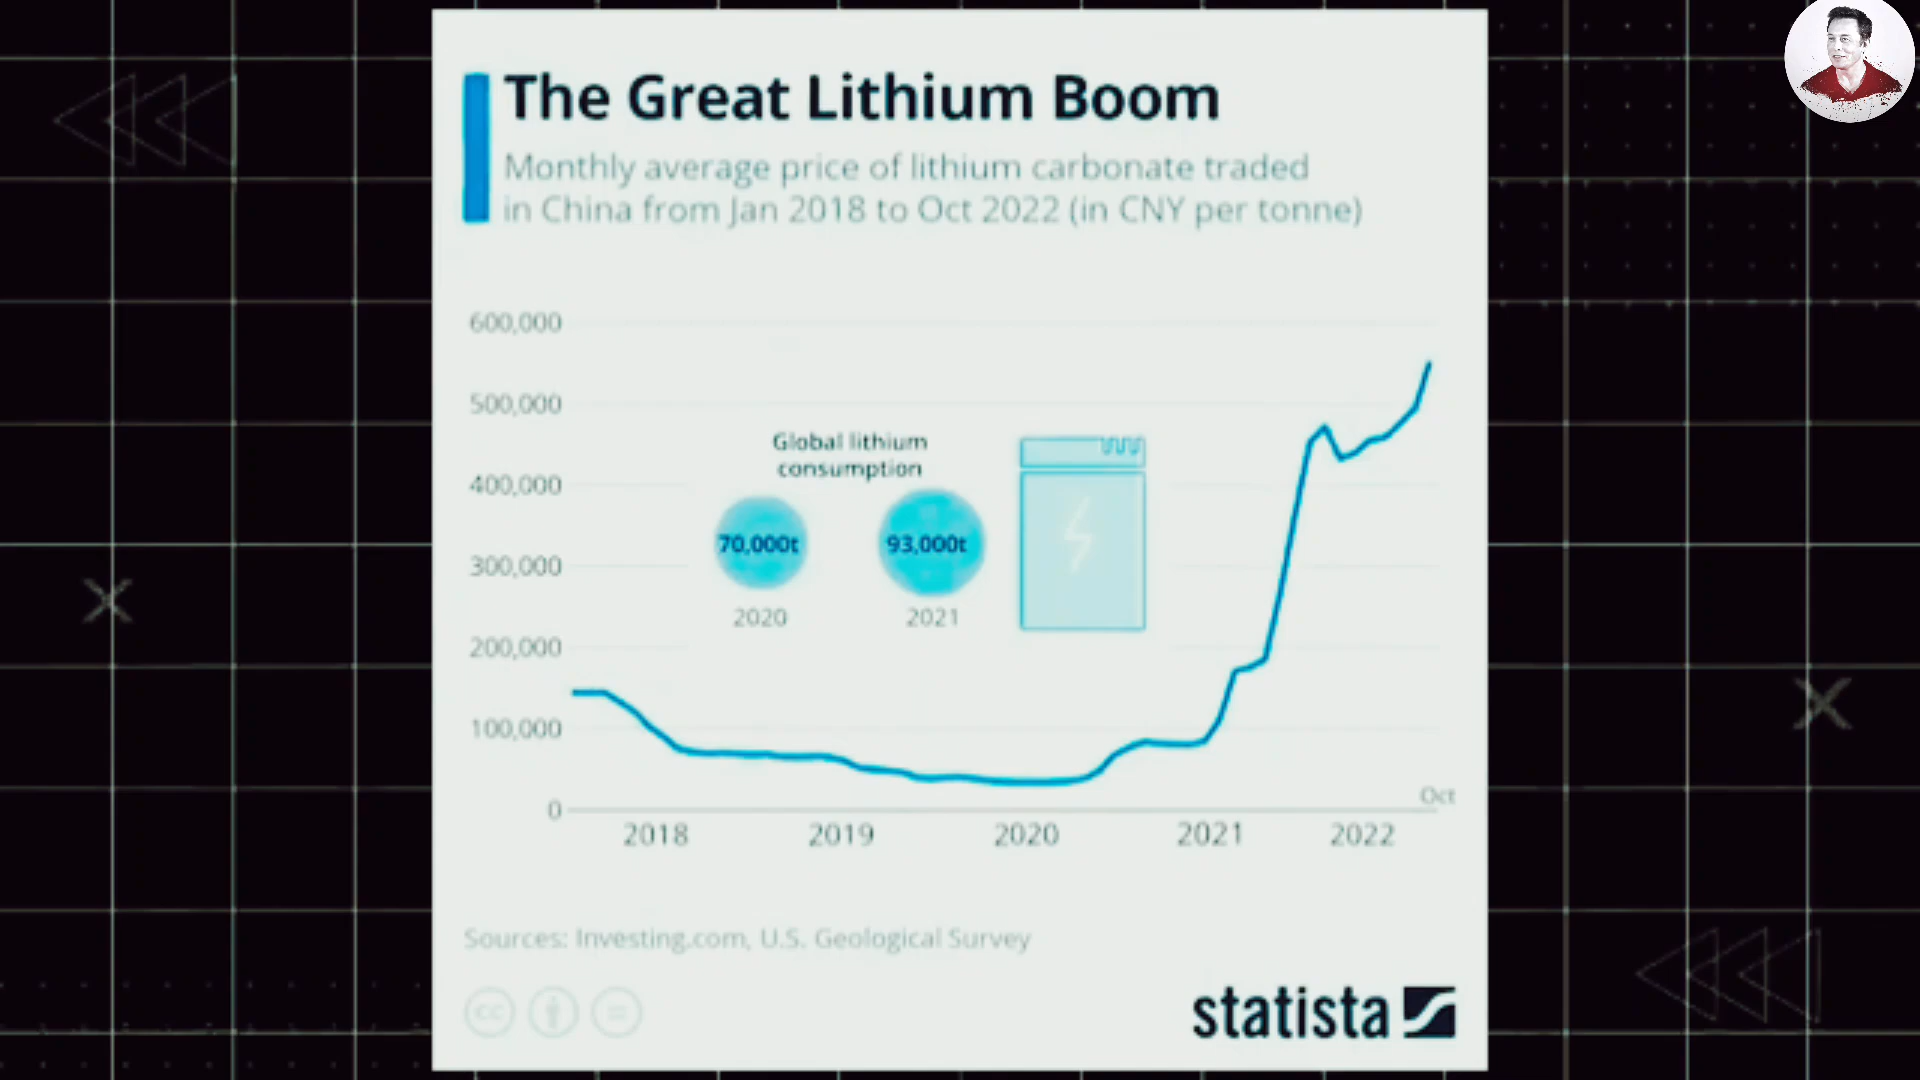 The Great Lithium Boom
Monthly average price of lithium carbonate traded
in China from Jan 2018 to Oct 2022 (in CNY per tonne)
600,000
500,000
400,000
300,000
200,000
100,000
0
Global lithium
consumption
70,000t
93,000t
2020
2021
Oct
2018
2019
2020
2021
2022
Sources: Investing.com, U.S. Geological Survey
cc
statista